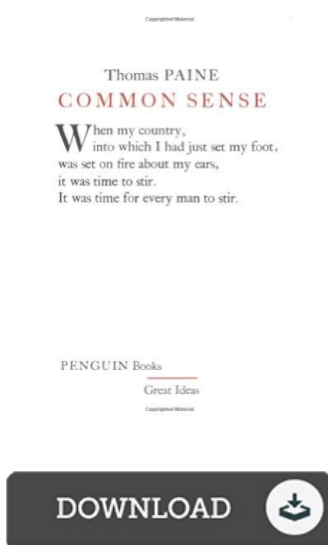 Copyrighted Material
Thomas PAINE
COMMON SENSE
When my country,
into which I had just set my foot,
was set on fire about my ears,
it was time to stir.
It was time for every man to stir.
PENGUIN Books
Great Ideas
Copyrighted Material
DOWNLOAD